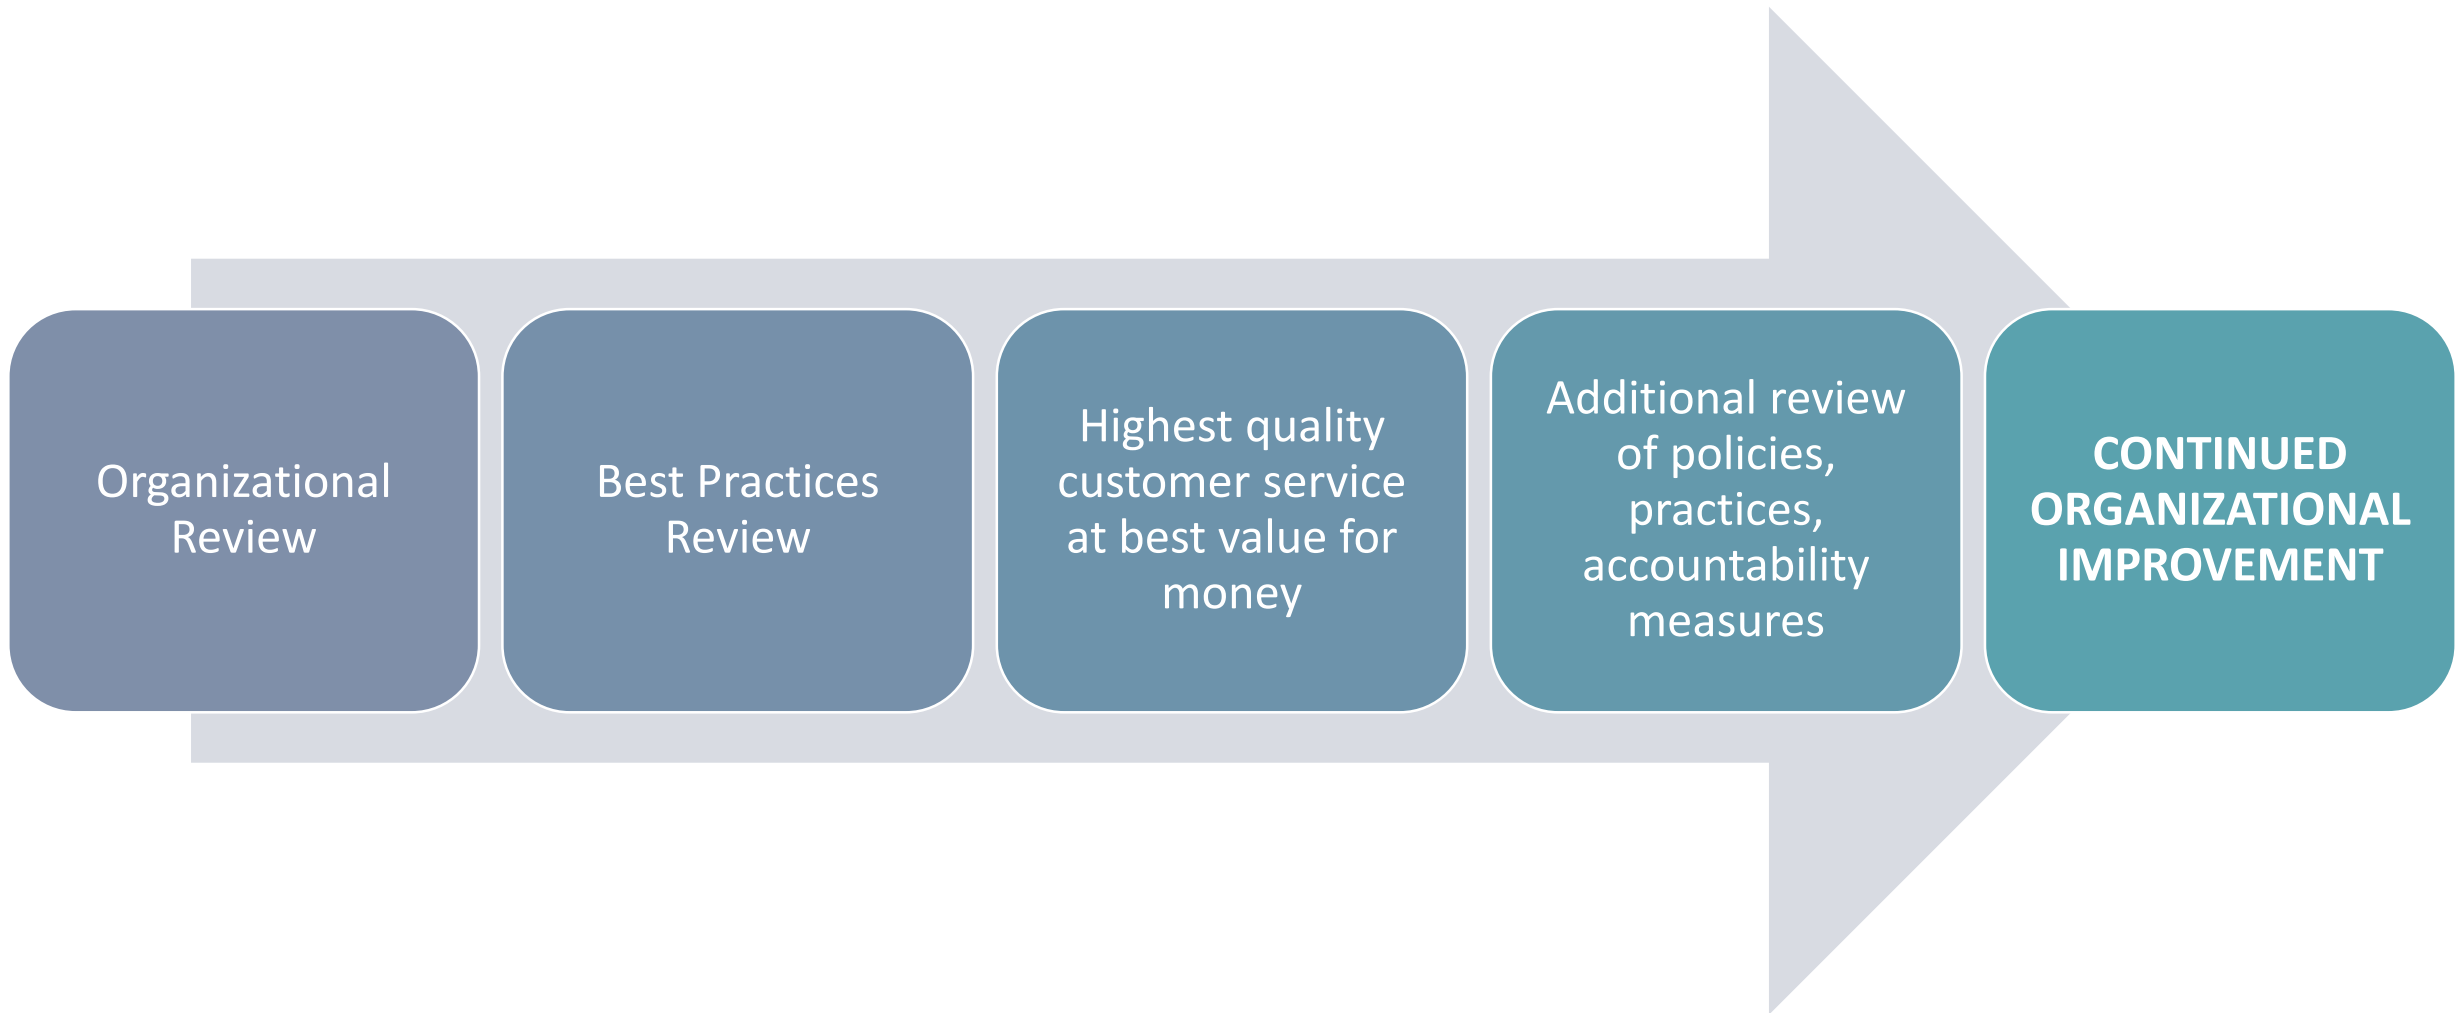 Organizational
Review
Best Practices
Review
Highest quality
customer service
at best value for
money
Additional review
of policies,
practices,
accountability
measures
CONTINUED
ORGANIZATIONAL
IMPROVEMENT